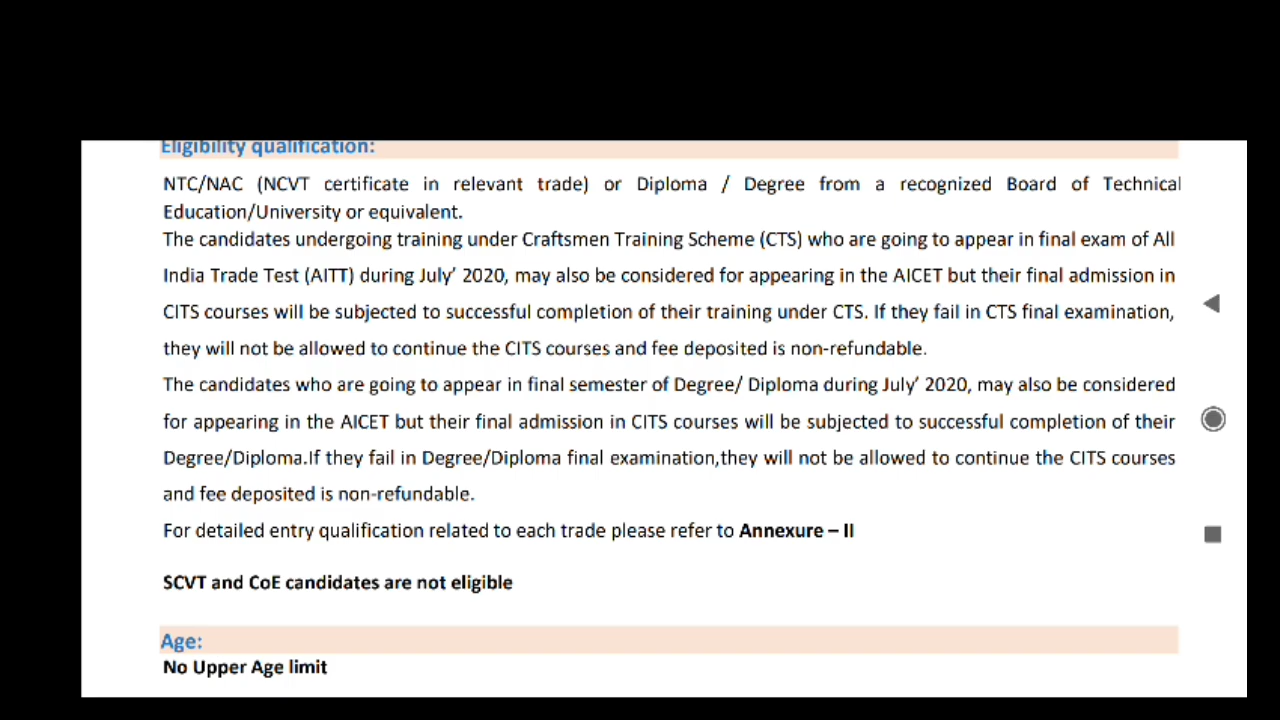 Eligibility qualification:
NTC/NAC (NCVT certificate in relevant trade) or Diploma / Degree from a recognized Board of Technical
Education/University or equivalent.
The candidates undergoing training under Craftsmen Training Scheme (CTS) who are going to appear in final exam of All
India Trade Test (AITT) during July’ 2020, may also be considered for appearing in the AICET but their final admission in
CITS courses will be subjected to successful completion of their training under CTS. If they fail in CTS final examination,
they will not be allowed to continue the CITS courses and fee deposited is non-refundable.
The candidates who are going to appear in final semester of Degree/ Diploma during July’ 2020, may also be considered
for appearing in the AICET but their final admission in CITS courses will be subjected to successful completion of their
Degree/Diploma.If they fail in Degree/Diploma final examination,they will not be allowed to continue the CITS courses
and fee deposited is non-refundable.
For detailed entry qualification related to each trade please refer to Annexure – II
SCVT and CoE candidates are not eligible
Age:
No Upper Age limit